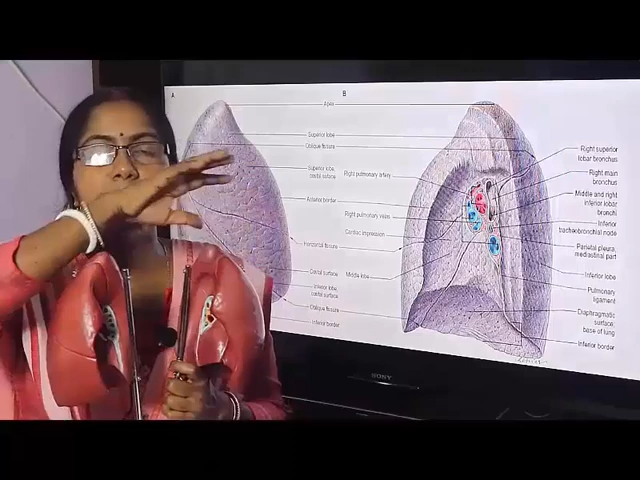 A
B
Apex
Superior lobe
Oblique fissure
Superior lobe,
costal surface
Anterior border
Horizontal fissure
Costal surface
Inferior lobe
costal surface
Oblique fissure
Inferior border
Right pulmonary artery
Right pulmonary veins
Cardiac impression
Middle lobe
Right superior
lobar bronchus
Right main
bronchus
Middle and right
inferior lobar
bronchi
Inferior
tracheobronchial node
Parietal pleura,
mediastinal part
Inferior lobe
Pulmonary
ligament
Diaphragmatic
surface,
base of lung
Inferior border
SONY